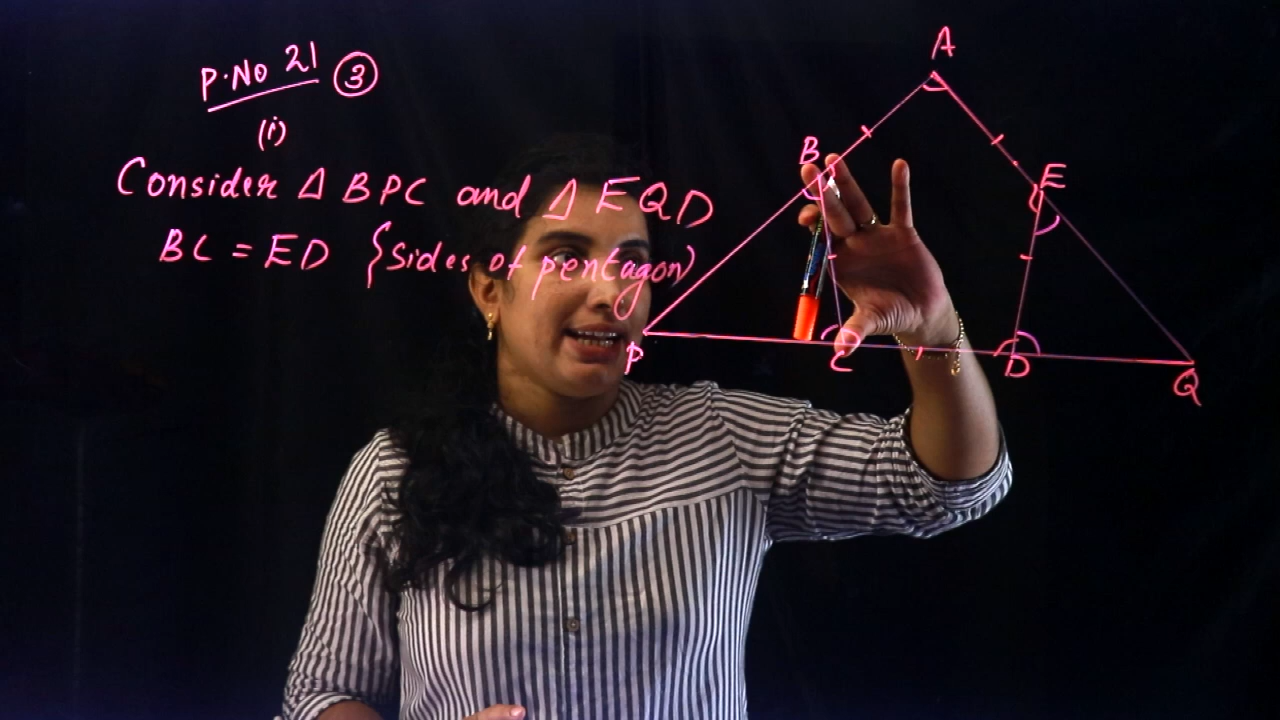 P.No 21 ③
(i)
Consider Δ BPC and Δ EQD
BC = ED {Sides of pentagon)
A
B
E
P
C
D
Q